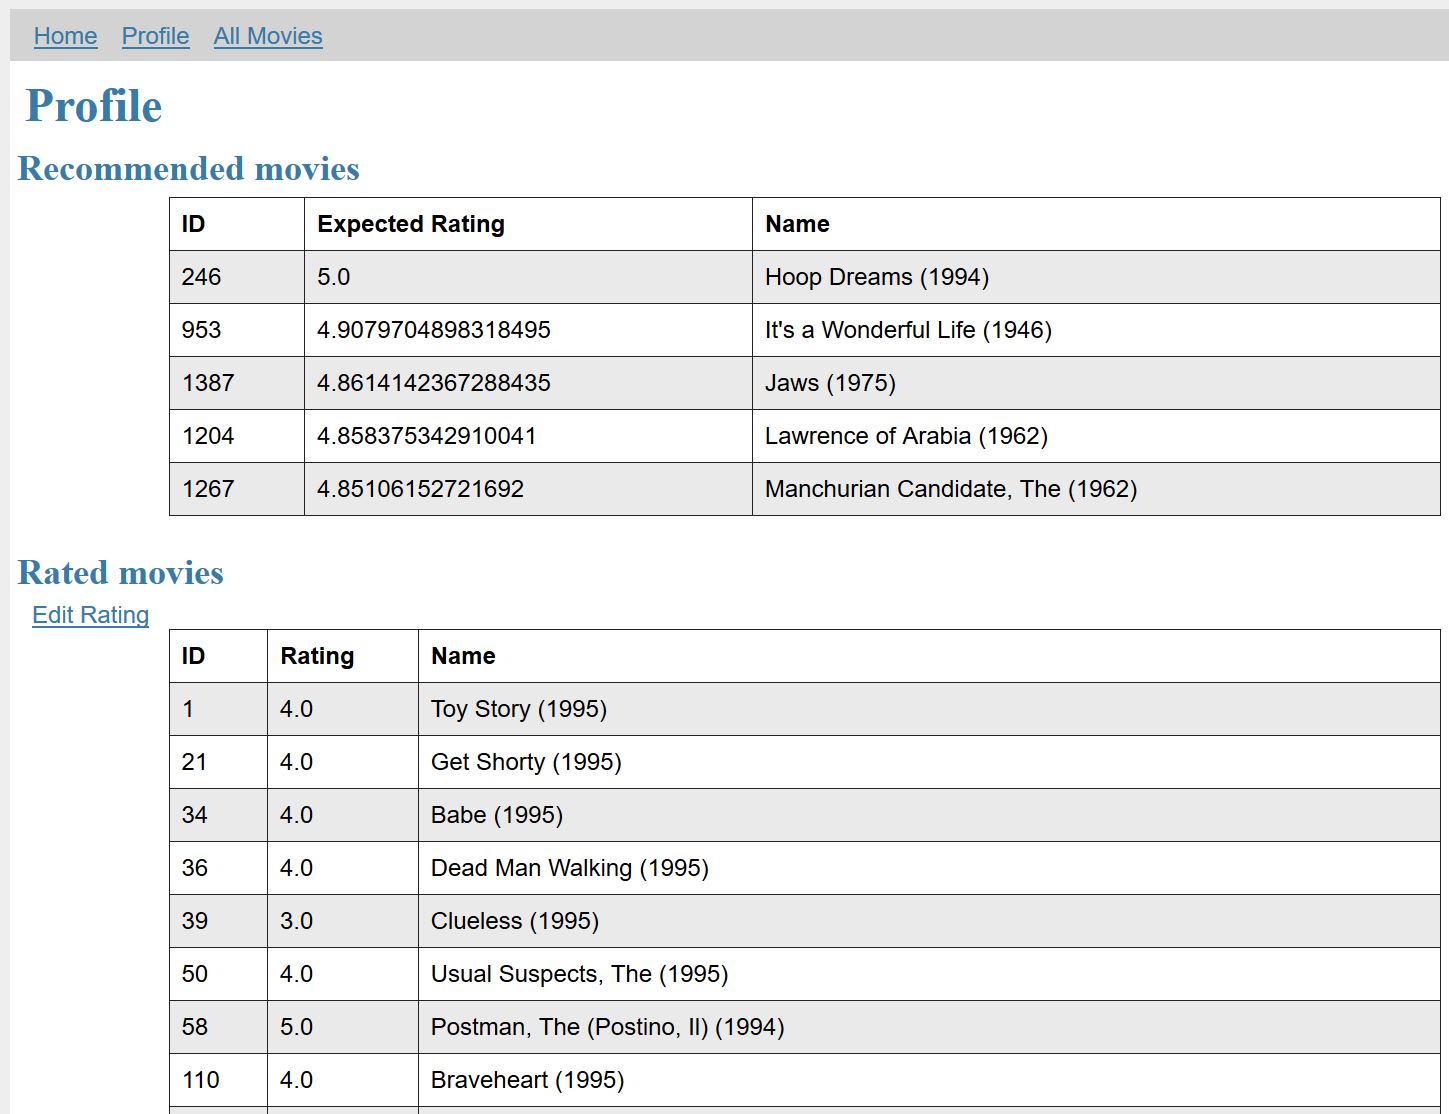 Home Profile All Movies
Profile
Recommended movies
ID Expected Rating Name
246 5.0 Hoop Dreams (1994)
953 4.9079704898318495 It's a Wonderful Life (1946)
1387 4.8614142367288435 Jaws (1975)
1204 4.858375342910041 Lawrence of Arabia (1962)
1267 4.85106152721692 Manchurian Candidate, The (1962)
Rated movies
Edit Rating
ID Rating Name
1 4.0 Toy Story (1995)
21 4.0 Get Shorty (1995)
34 4.0 Babe (1995)
36 4.0 Dead Man Walking (1995)
39 3.0 Clueless (1995)
50 4.0 Usual Suspects, The (1995)
58 5.0 Postman, The (Postino, Il) (1994)
110 4.0 Braveheart (1995)